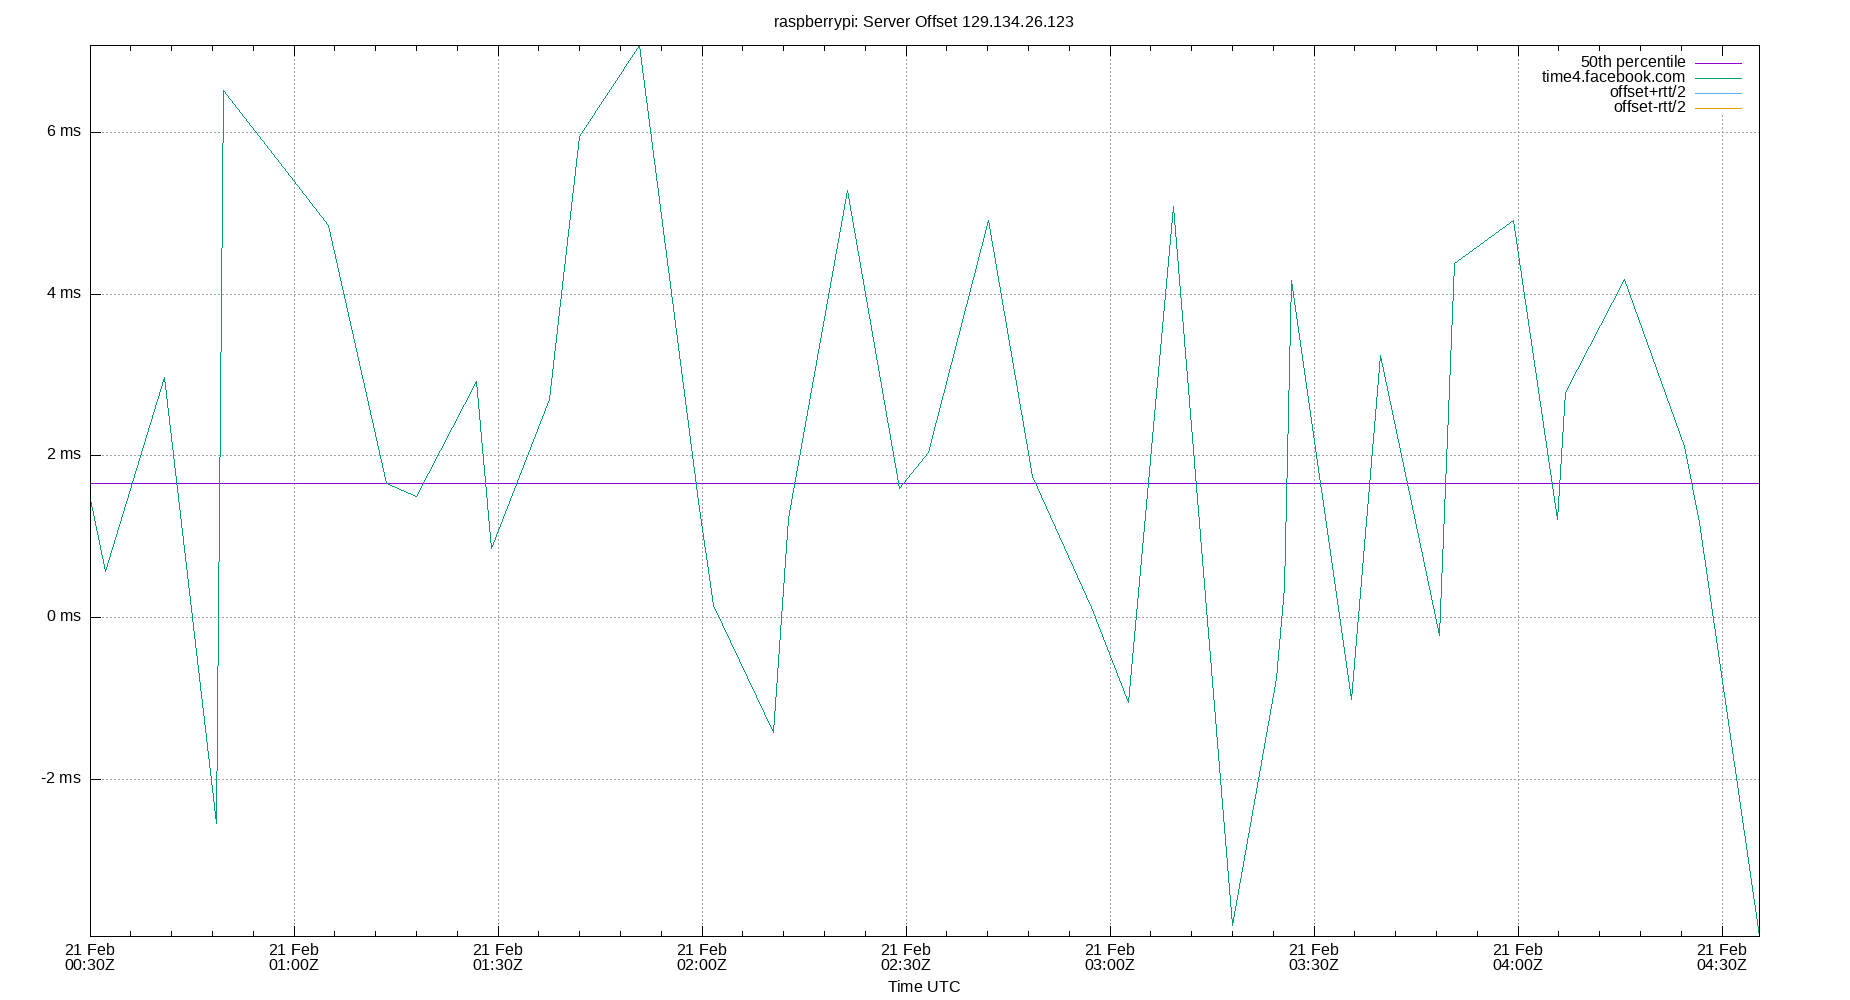 raspberrypi: Server Offset 129.134.26.123
50th percentile
time4.facebook.com
offset+rtt/2
offset-rtt/2
6 ms
4 ms
2 ms
0 ms
-2 ms
21 Feb 21 Feb 21 Feb 21 Feb 21 Feb 21 Feb 21 Feb 21 Feb 21 Feb
00:30Z 01:00Z 01:30Z 02:00Z 02:30Z 03:00Z 03:30Z 04:00Z 04:30Z
Time UTC